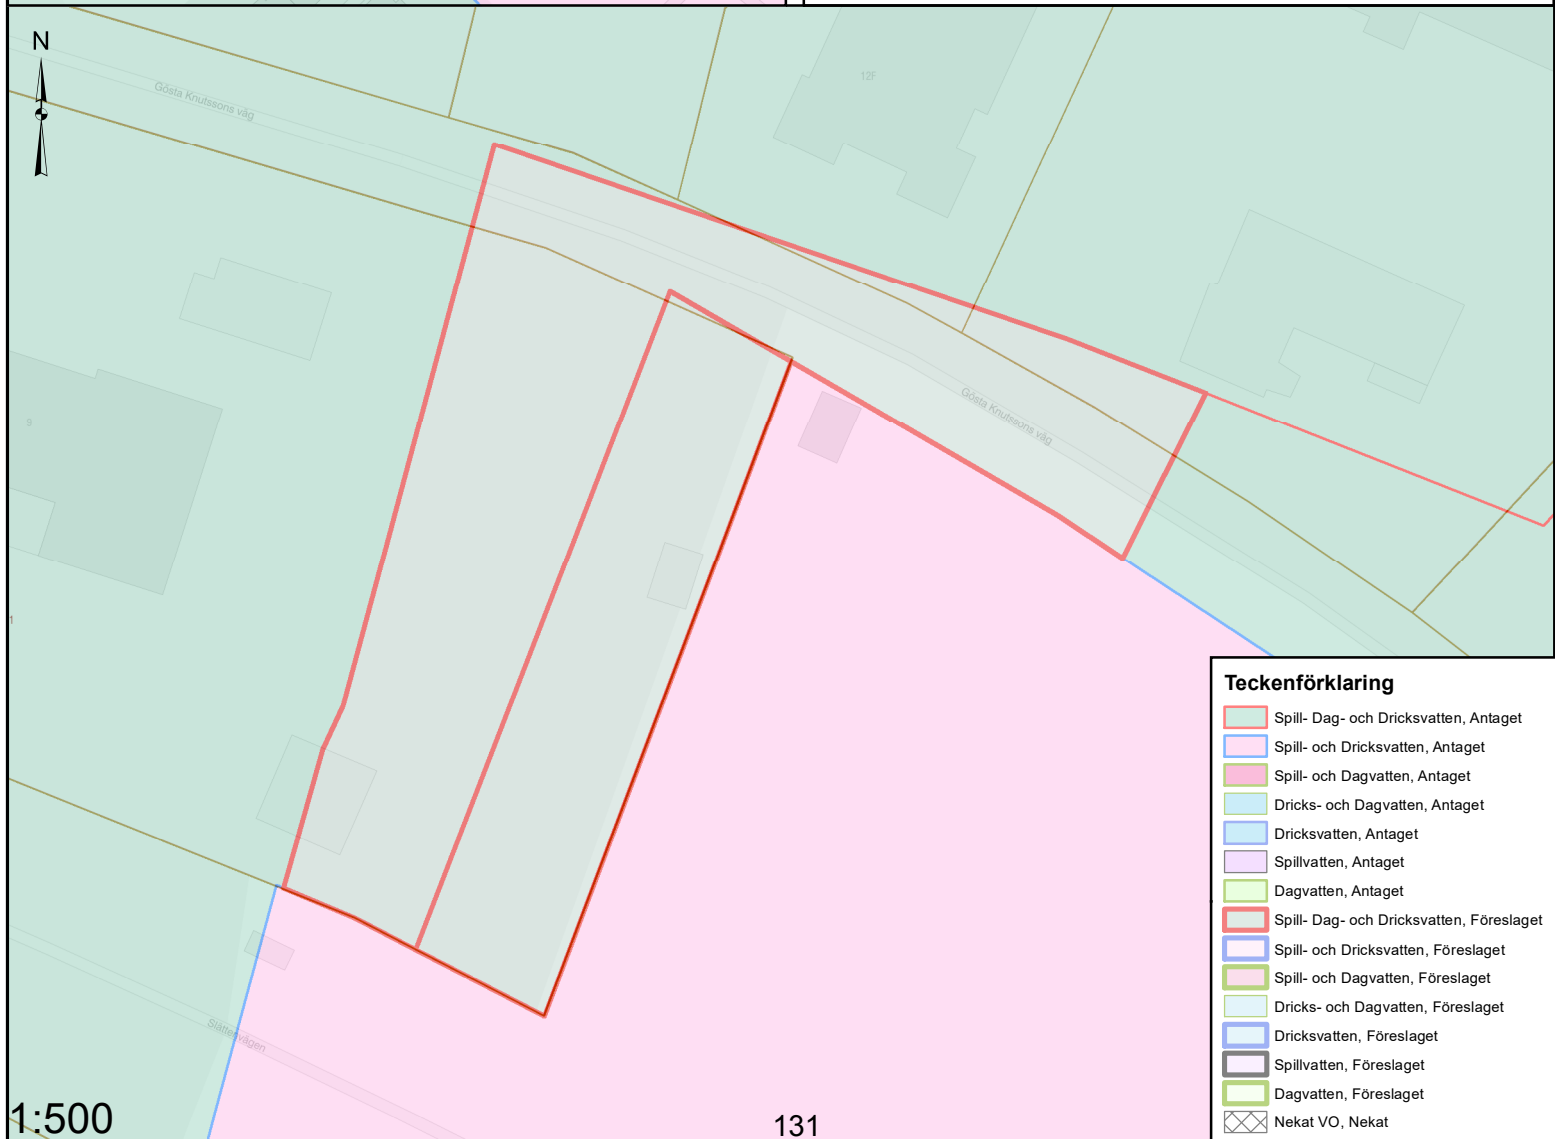 N
Gösta Knutssons väg
12F
9
Gösta Knutssons väg
1
Slättervägen
1:500
131
Teckenförklaring
Spill- Dag- och Dricksvatten, Antaget
Spill- och Dricksvatten, Antaget
Spill- och Dagvatten, Antaget
Dricks- och Dagvatten, Antaget
Dricksvatten, Antaget
Spillvatten, Antaget
Dagvatten, Antaget
Spill- Dag- och Dricksvatten, Föreslaget
Spill- och Dricksvatten, Föreslaget
Spill- och Dagvatten, Föreslaget
Dricks- och Dagvatten, Föreslaget
Dricksvatten, Föreslaget
Spillvatten, Föreslaget
Dagvatten, Föreslaget
Nekat VO, Nekat